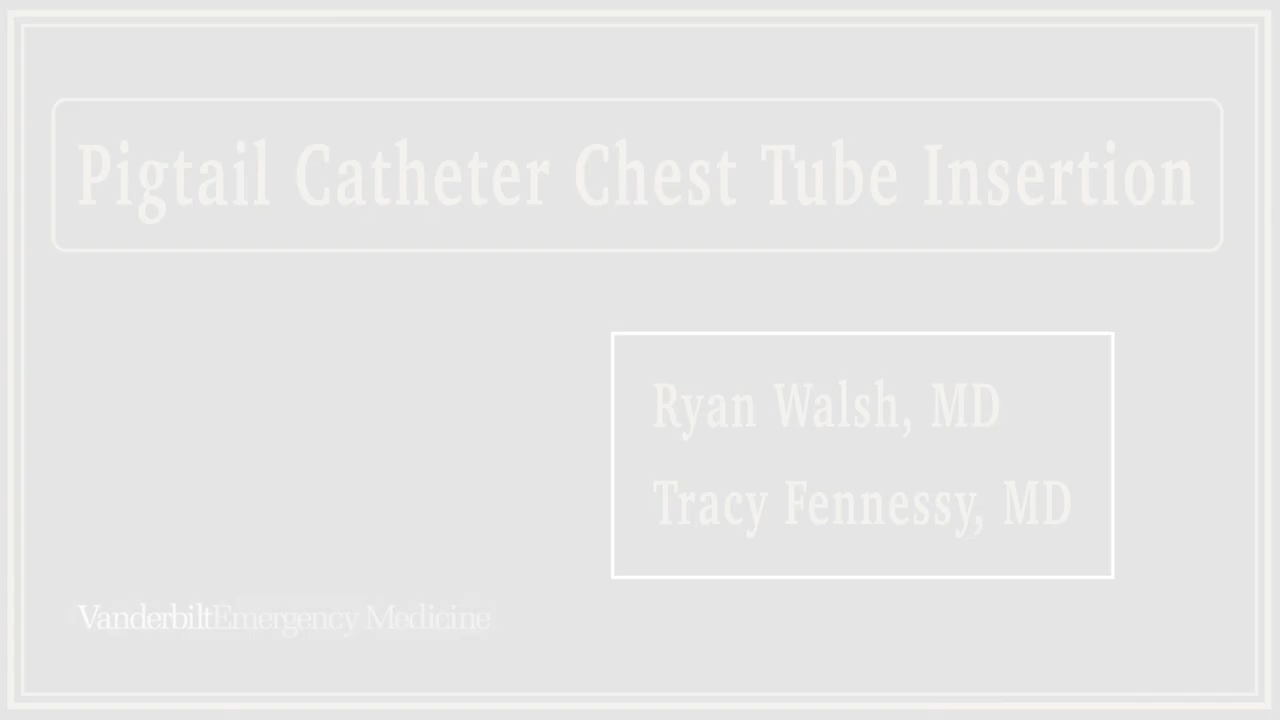 Pigtail Catheter Chest Tube Insertion
Ryan Walsh, MD
Tracy Fennessy, MD
VanderbiltEmergency Medicine